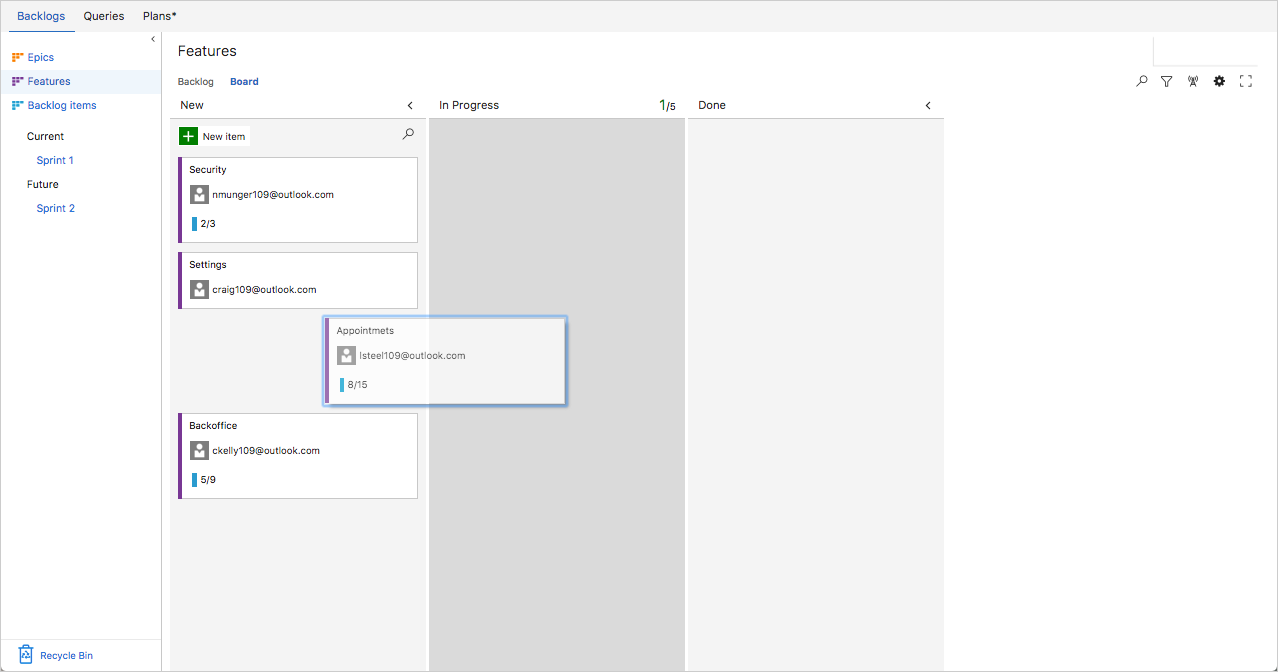 Backlogs Queries Plans*
Epics
Features
Backlog items
Current
Sprint 1
Future
Sprint 2
Recycle Bin
Features
Backlog Board
New In Progress 1/5 Done
New item
Security
nmunger109@outlook.com
2/3
Settings
craig109@outlook.com
Appointmets
lsteel109@outlook.com
8/15
Backoffice
ckelly109@outlook.com
5/9